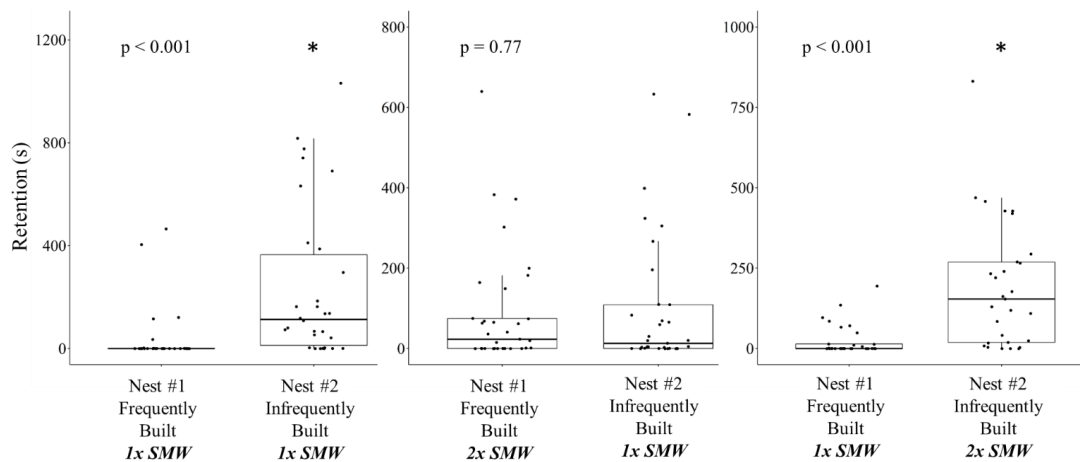 1200
800
400
0
Retention (s)
p < 0.001
*
Nest #1
Frequently
Built
1x SMW
Nest #2
Infrequently
Built
1x SMW
800
600
400
200
0
p = 0.77
Nest #1
Frequently
Built
2x SMW
Nest #2
Infrequently
Built
1x SMW
1000
750
500
250
0
p < 0.001
*
Nest #1
Frequently
Built
1x SMW
Nest #2
Infrequently
Built
2x SMW